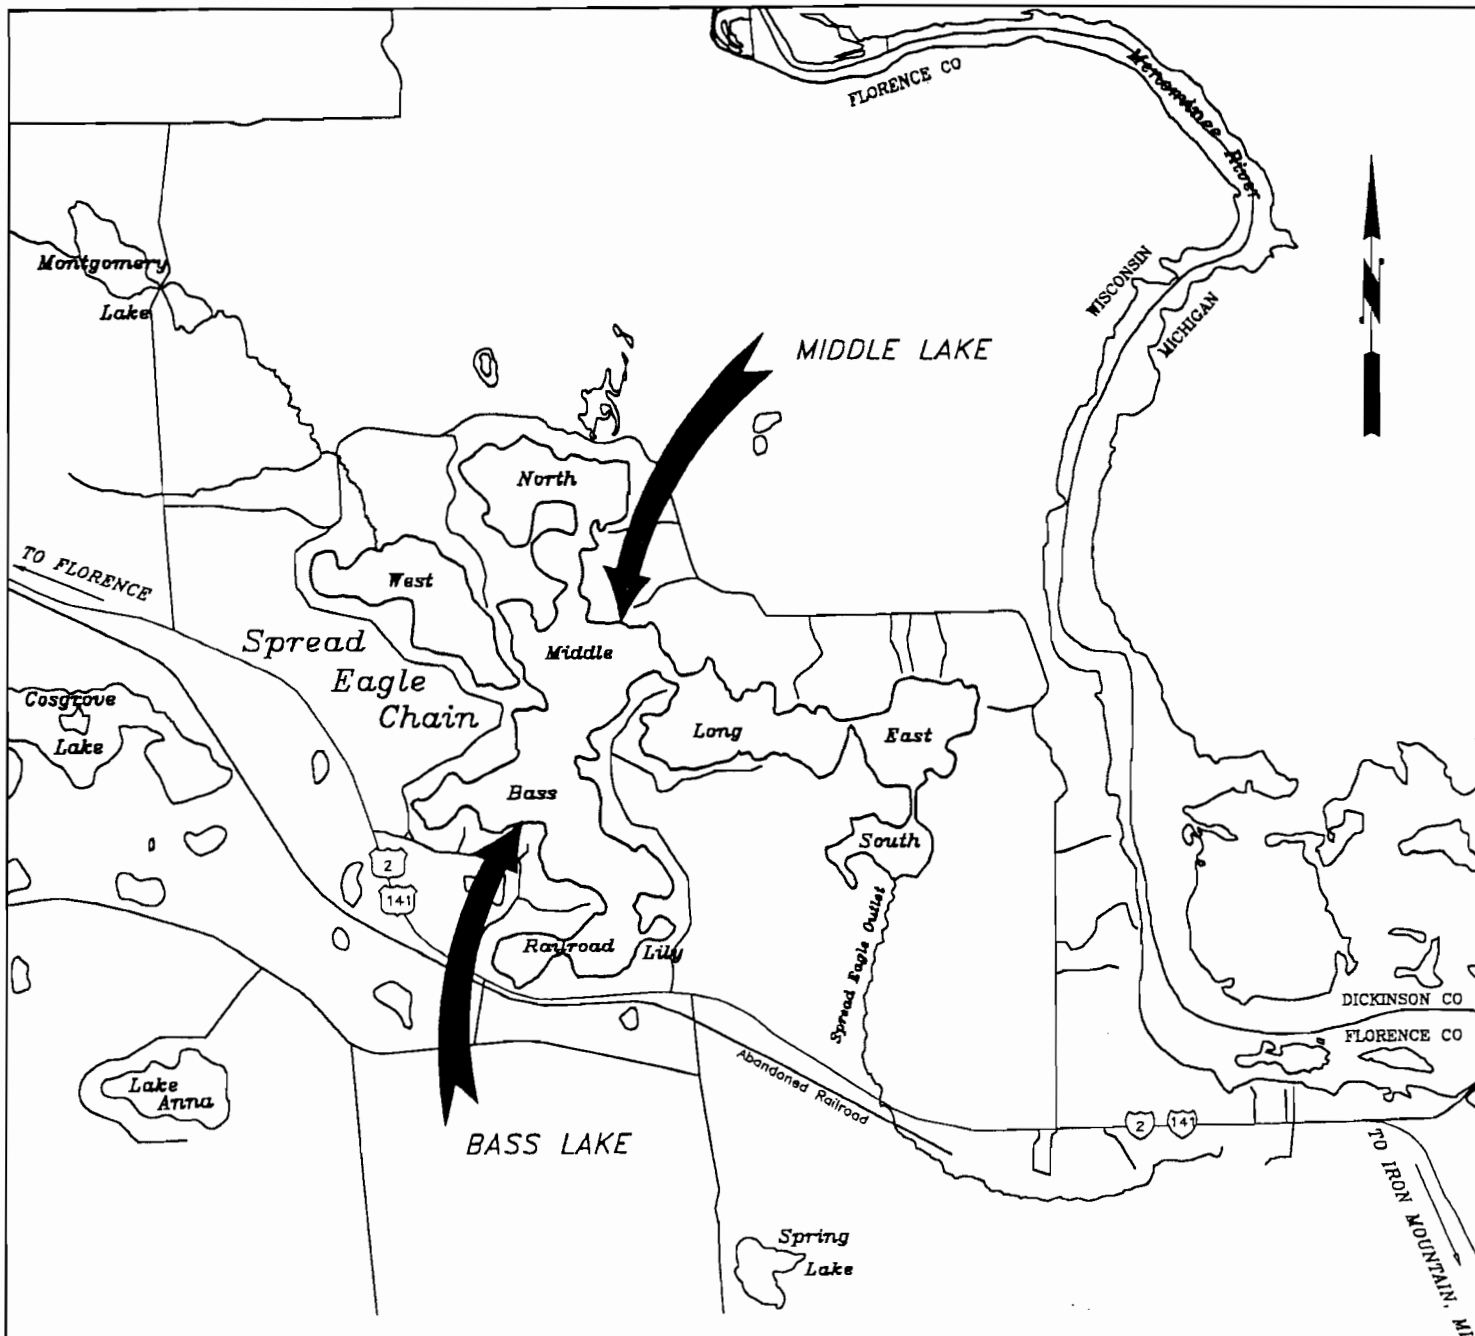 Menominee River
FLORENCE CO
WISCONSIN
MICHIGAN
N
Montgomery
Lake
MIDDLE LAKE
North
West
TO FLORENCE
Spread
Eagle
Chain
Middle
Cosgrove
Lake
Long
East
Bass
South
2
141
Railroad
Lily
Spread Eagle Outlet
DICKINSON CO
FLORENCE CO
Abandoned Railroad
Lake
Anna
BASS LAKE
2
141
TO IRON MOUNTAIN, MI
Spring
Lake